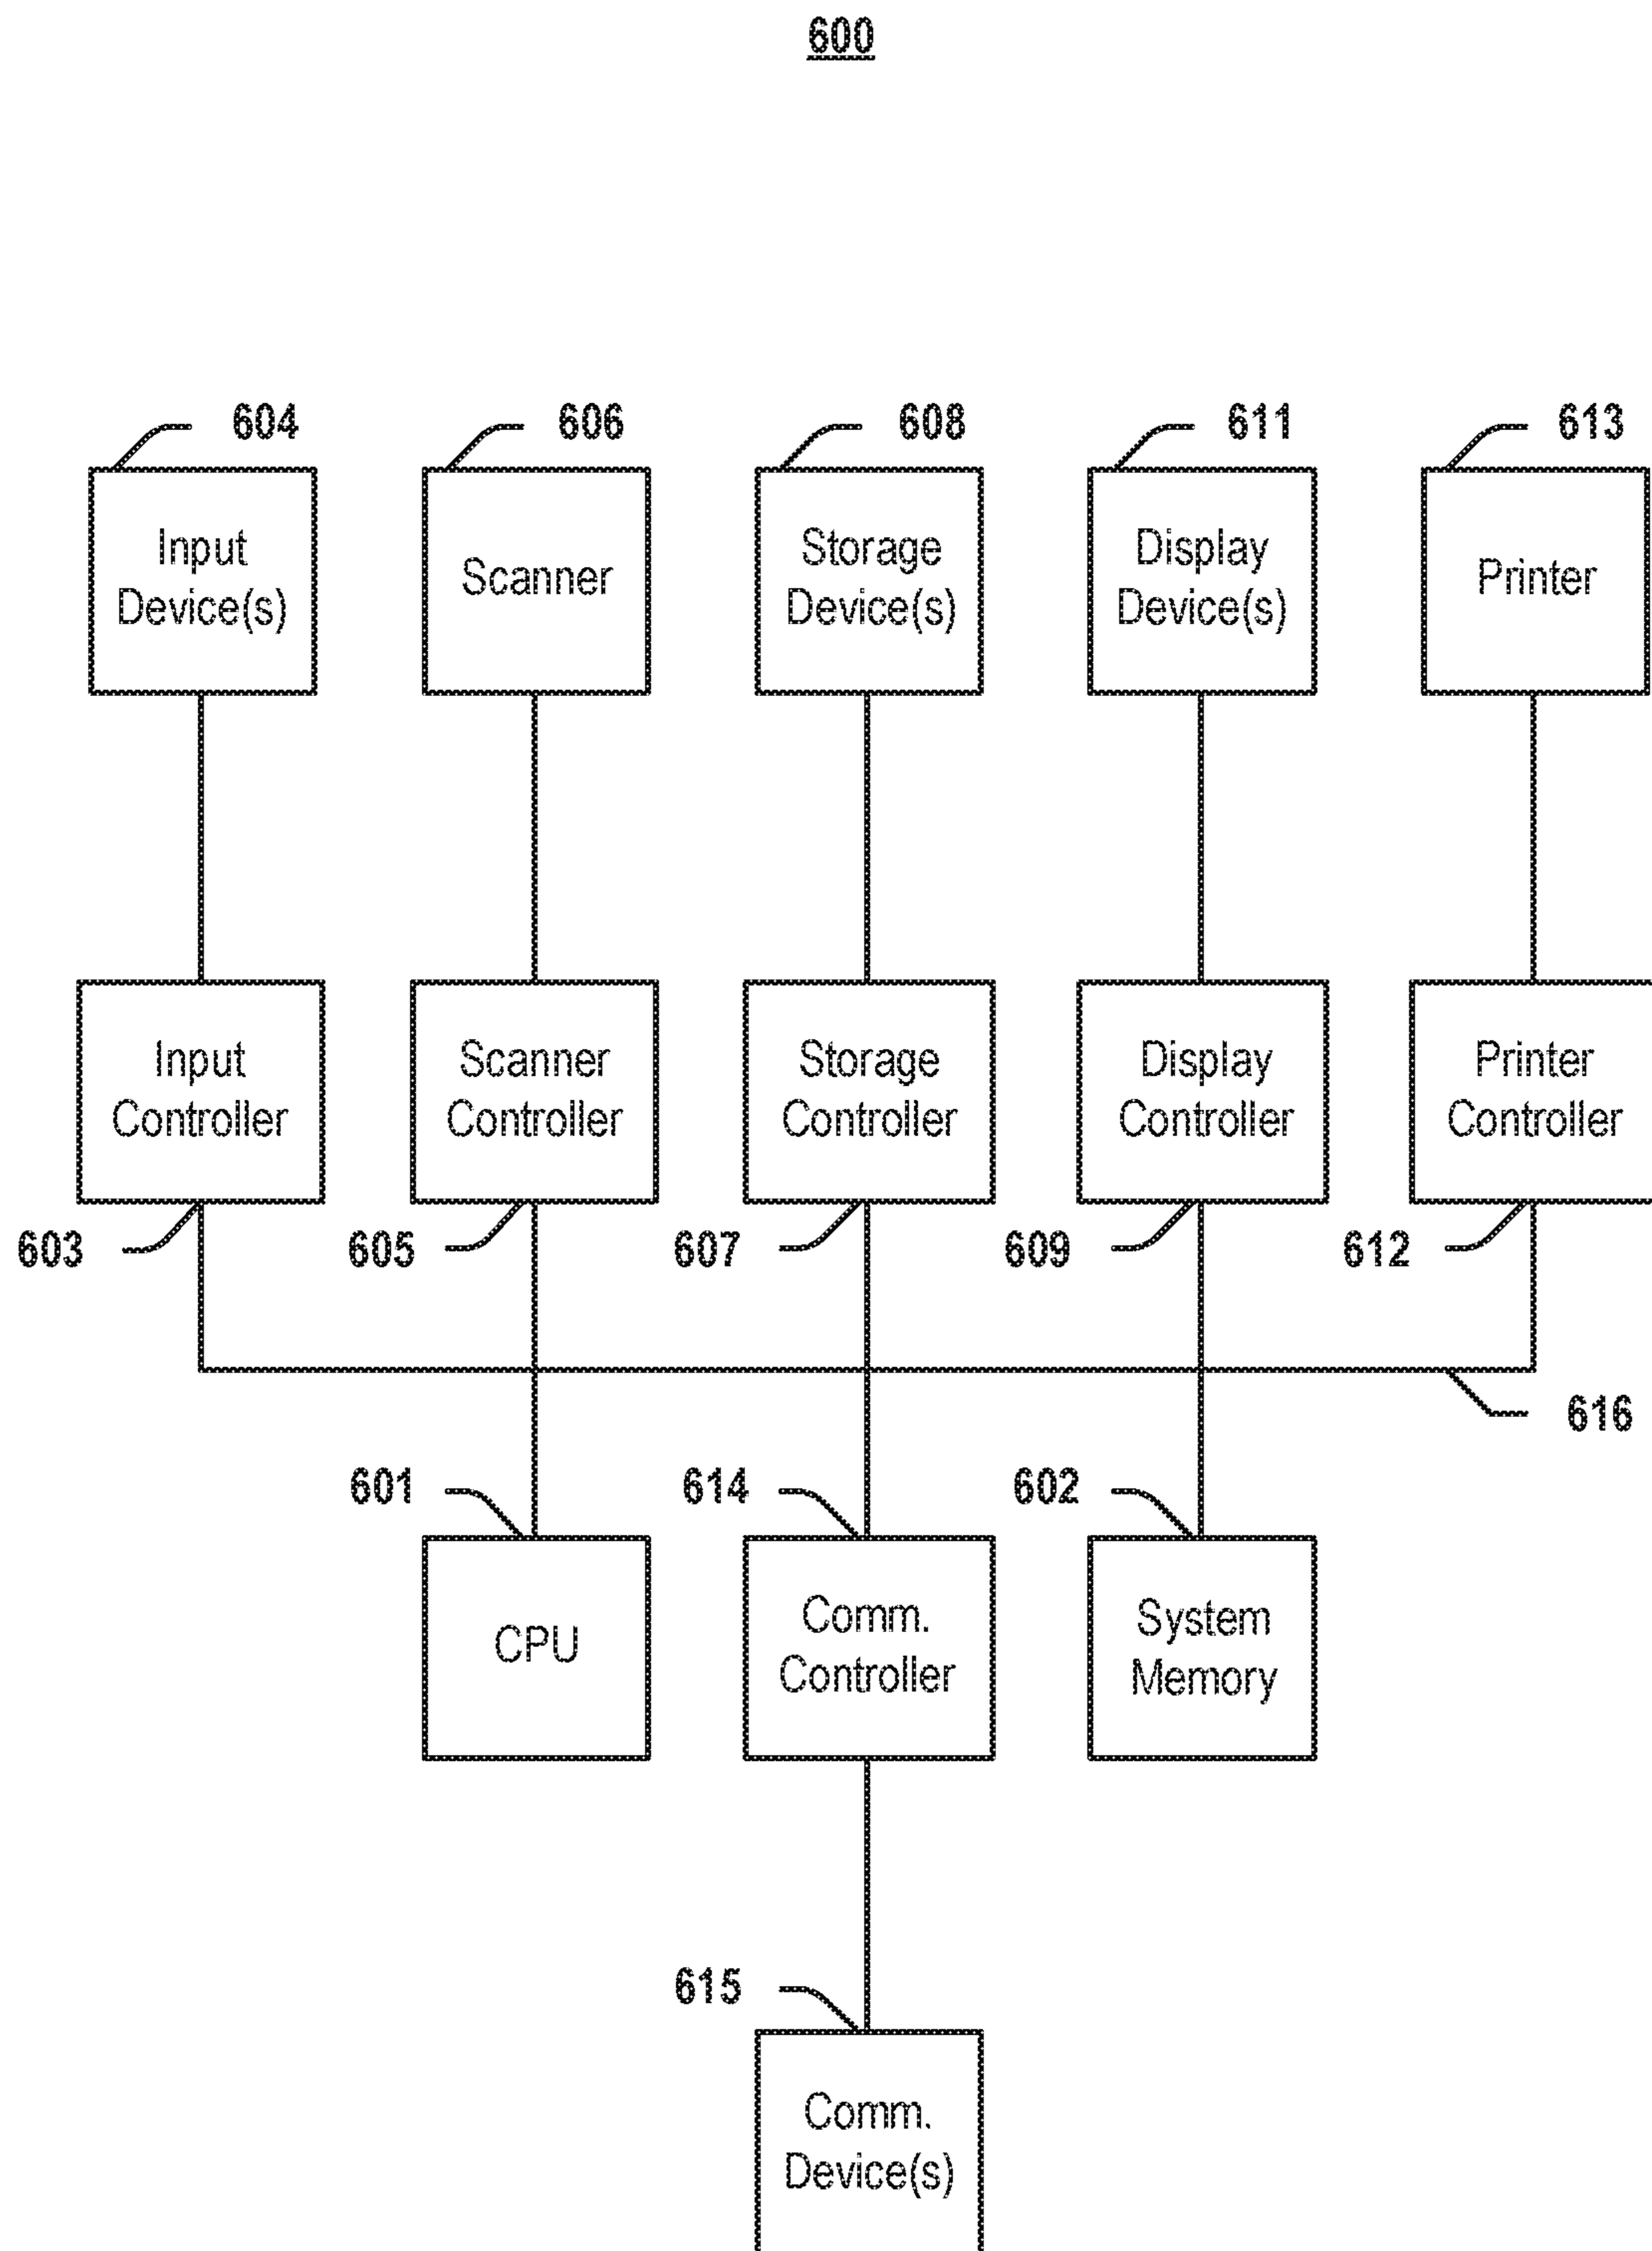 600
604
606
608
611
613
Input
Device(s)
Scanner
Storage
Device(s)
Display
Device(s)
Printer
Input
Controller
Scanner
Controller
Storage
Controller
Display
Controller
Printer
Controller
603
605
607
609
612
616
601
614
602
CPU
Comm.
Controller
System
Memory
615
Comm.
Device(s)